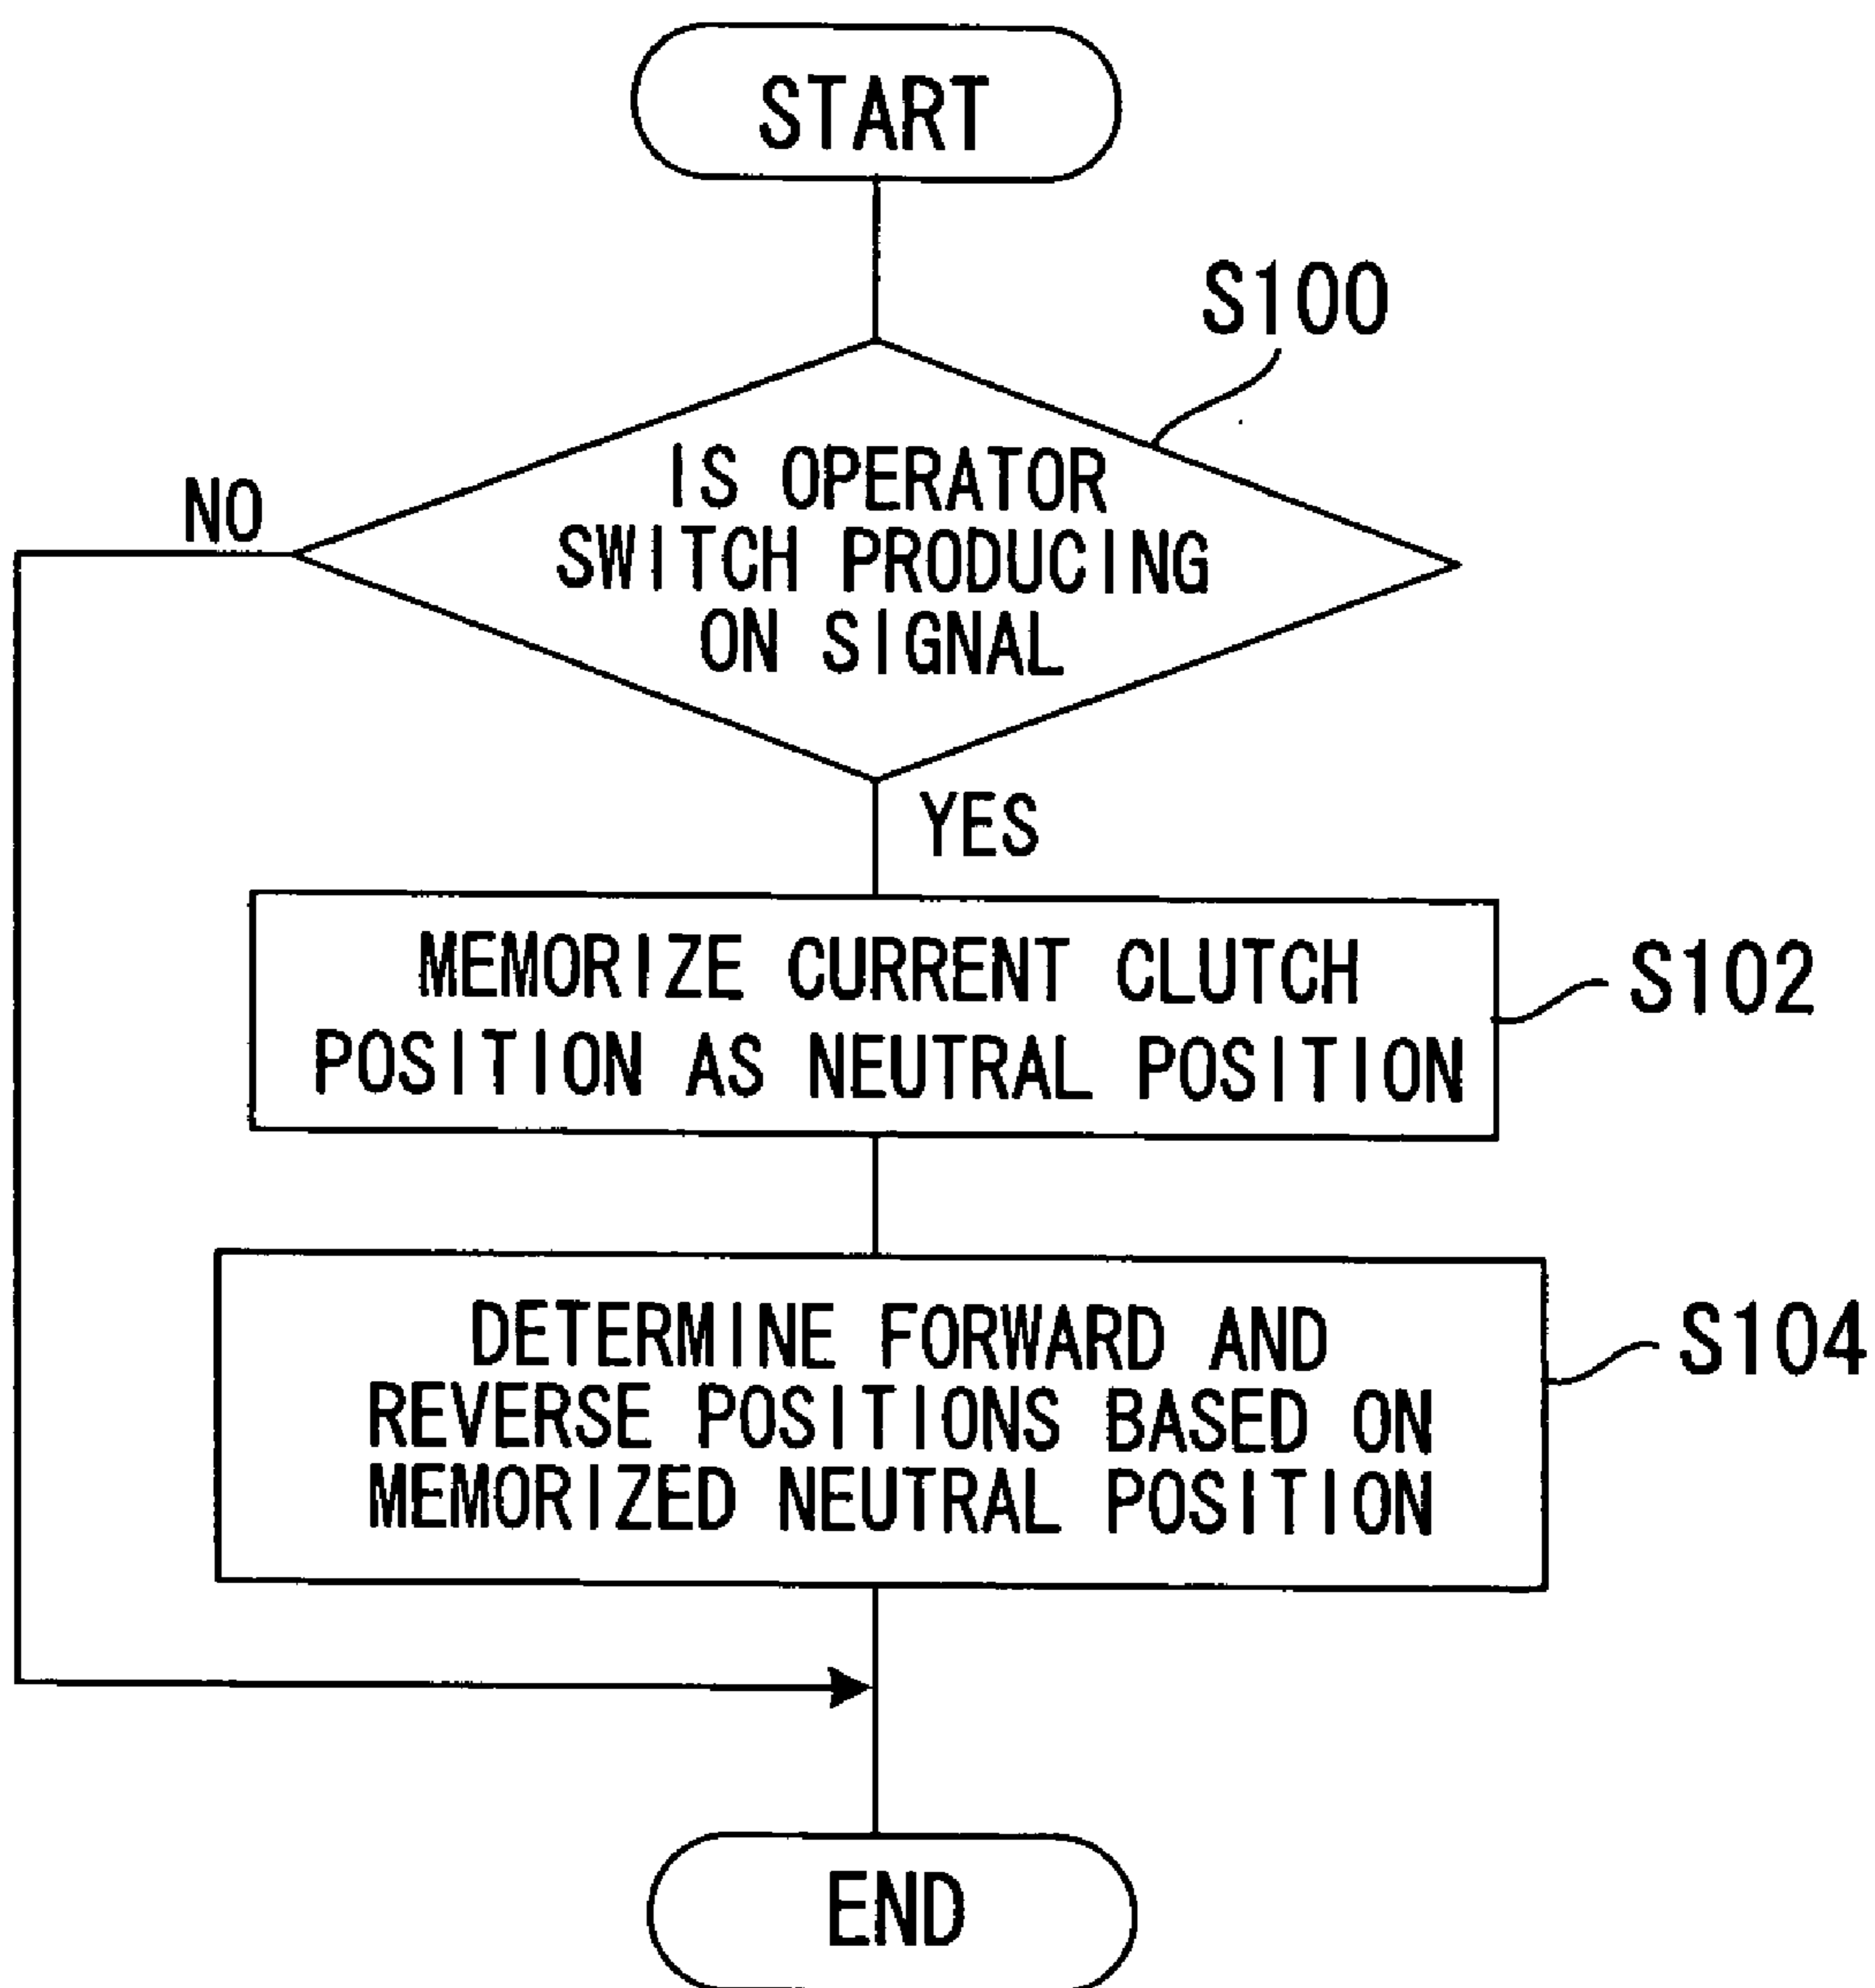 START
S100
IS OPERATOR
SWITCH PRODUCING
ON SIGNAL
NO
YES
MEMORIZE CURRENT CLUTCH
POSITION AS NEUTRAL POSITION
S102
DETERMINE FORWARD AND
REVERSE POSITIONS BASED ON
MEMORIZED NEUTRAL POSITION
S104
END